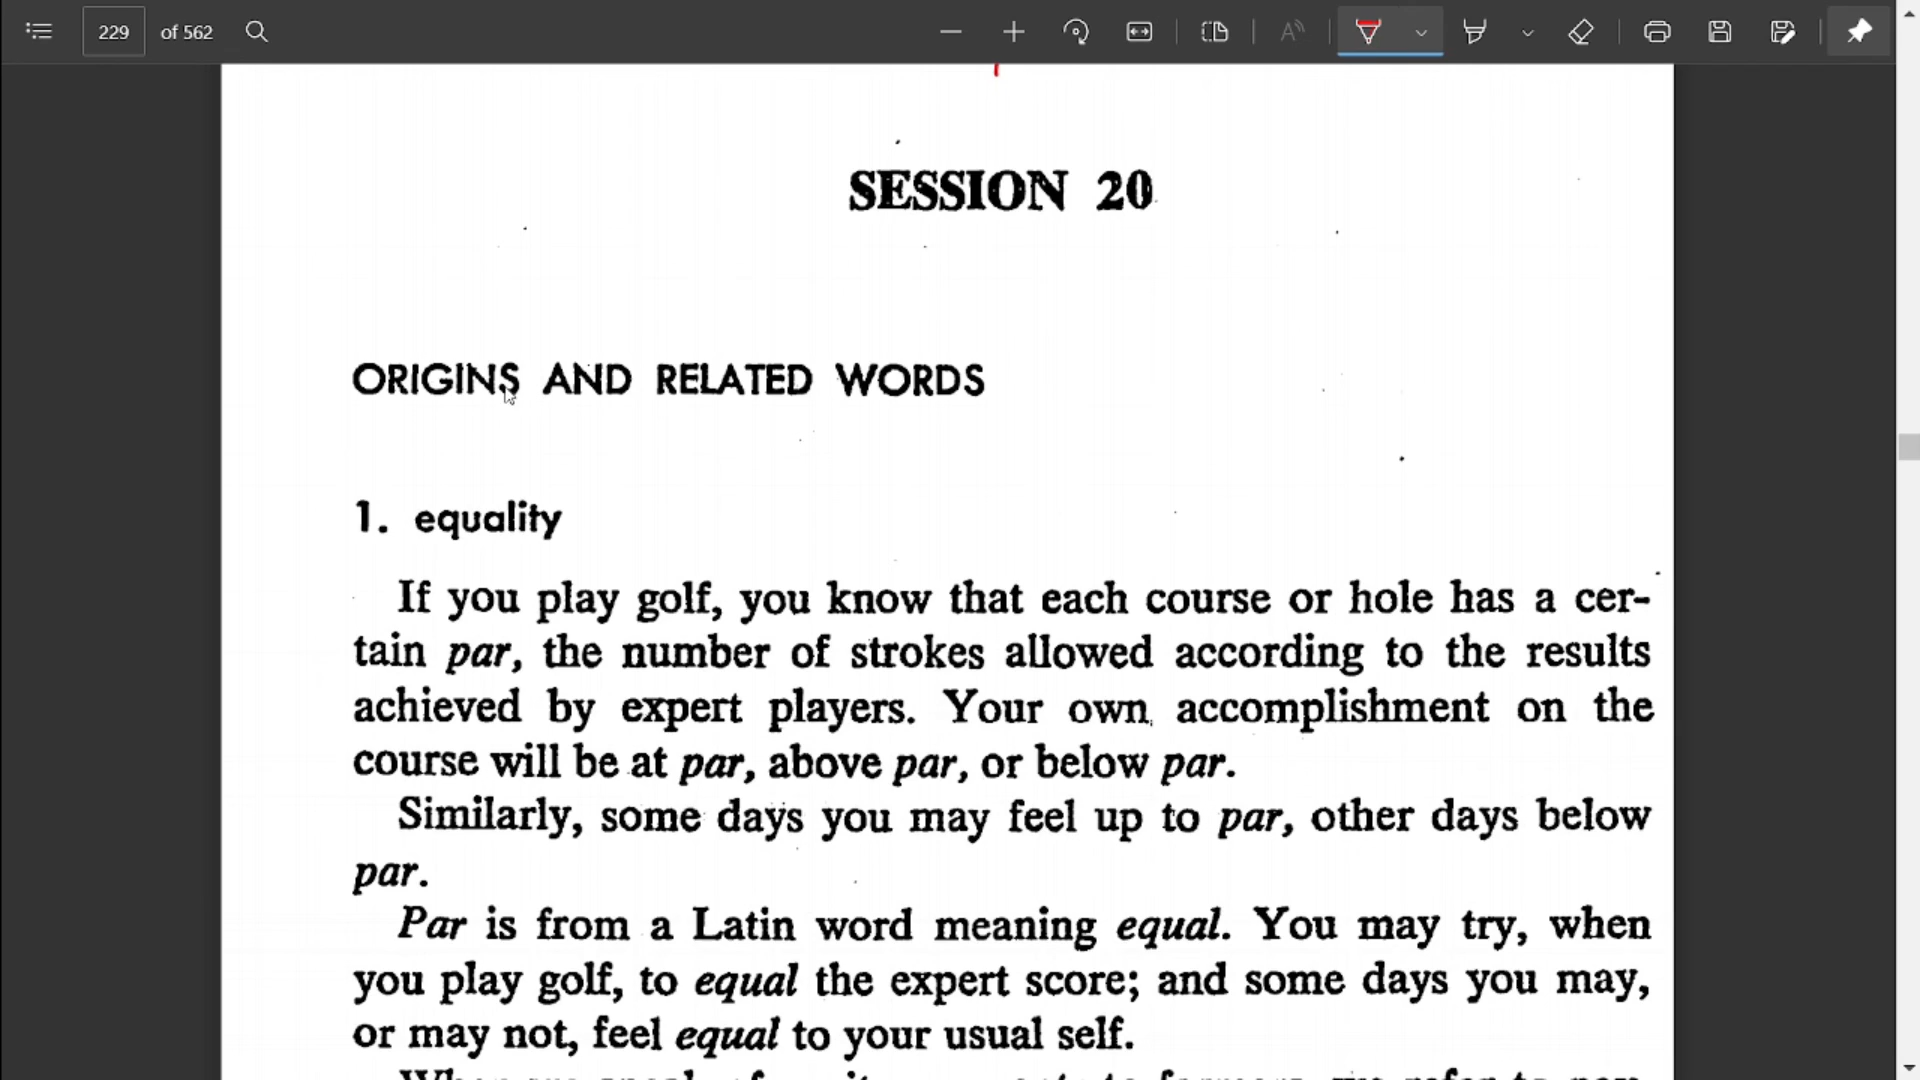 229 of 562
SESSION 20
ORIGINS AND RELATED WORDS
1. equality
If you play golf, you know that each course or hole has a cer-
tain par, the number of strokes allowed according to the results
achieved by expert players. Your own accomplishment on the
course will be at par, above par, or below par.
Similarly, some days you may feel up to par, other days below
par.
Par is from a Latin word meaning equal. You may try, when
you play golf, to equal the expert score; and some days you may,
or may not, feel equal to your usual self.